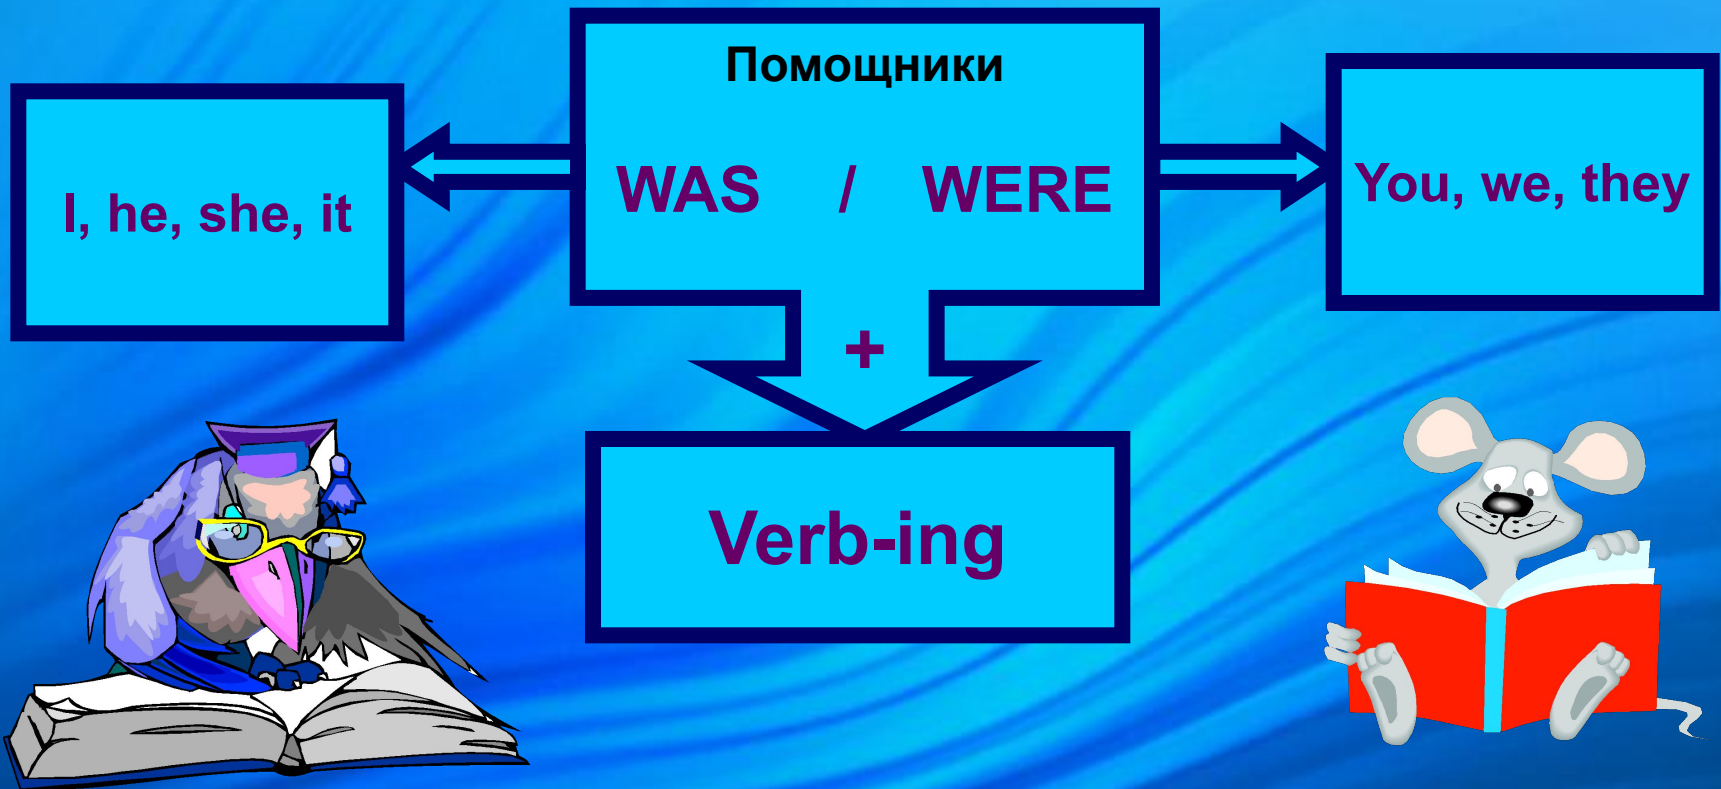 Помощники
I, he, she, it
WAS / WERE
You, we, they
+
Verb-ing